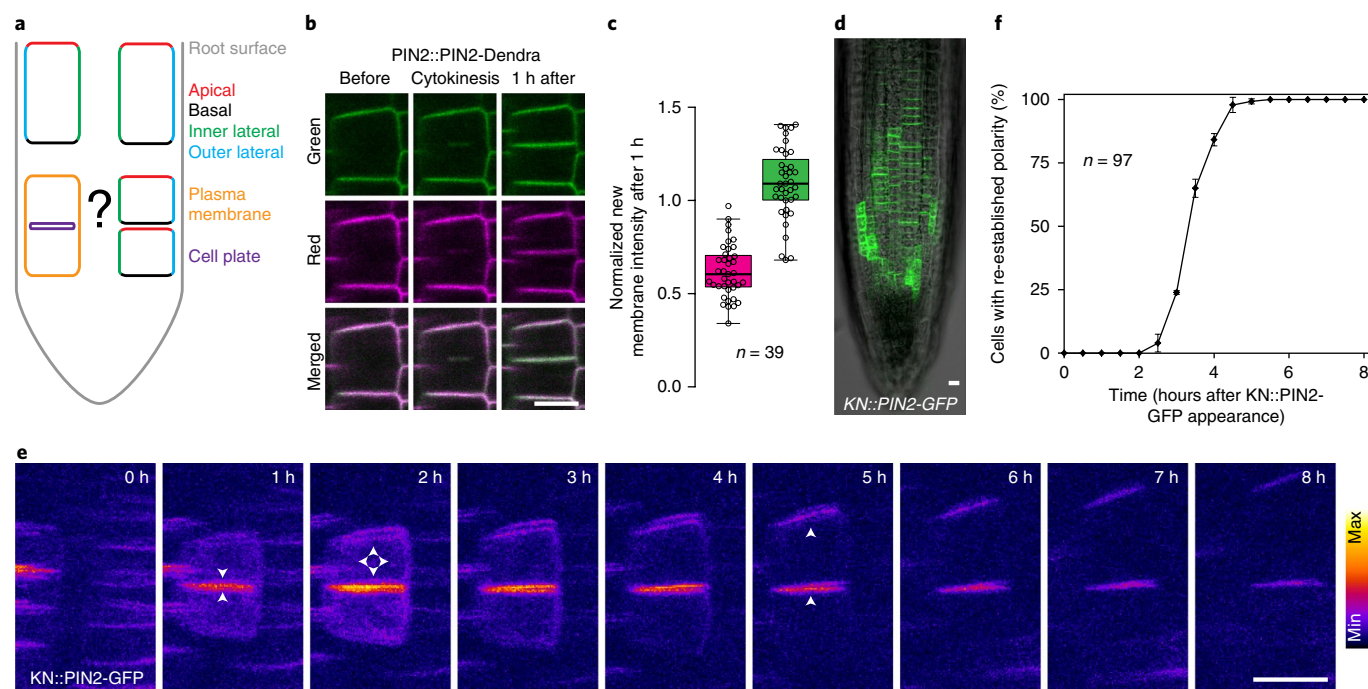 a
Root surface
Apical
Basal
Inner lateral
Outer lateral
Plasma
membrane
Cell plate
?
b
PIN2::PIN2-Dendra
Before Cytokinesis 1 h after
Green
Red
Merged
c
Normalized new
membrane intensity after 1 h
1.5
1.0
0.5
0.0
n = 39
d
KN::PIN2-GFP
f
Cells with re-established polarity (%)
100
75
50
25
0
n = 97
0 2 4 6 8
Time (hours after KN::PIN2-
GFP appearance)
e
0 h 1 h 2 h 3 h 4 h 5 h 6 h 7 h 8 h
KN::PIN2-GFP
Max
Min